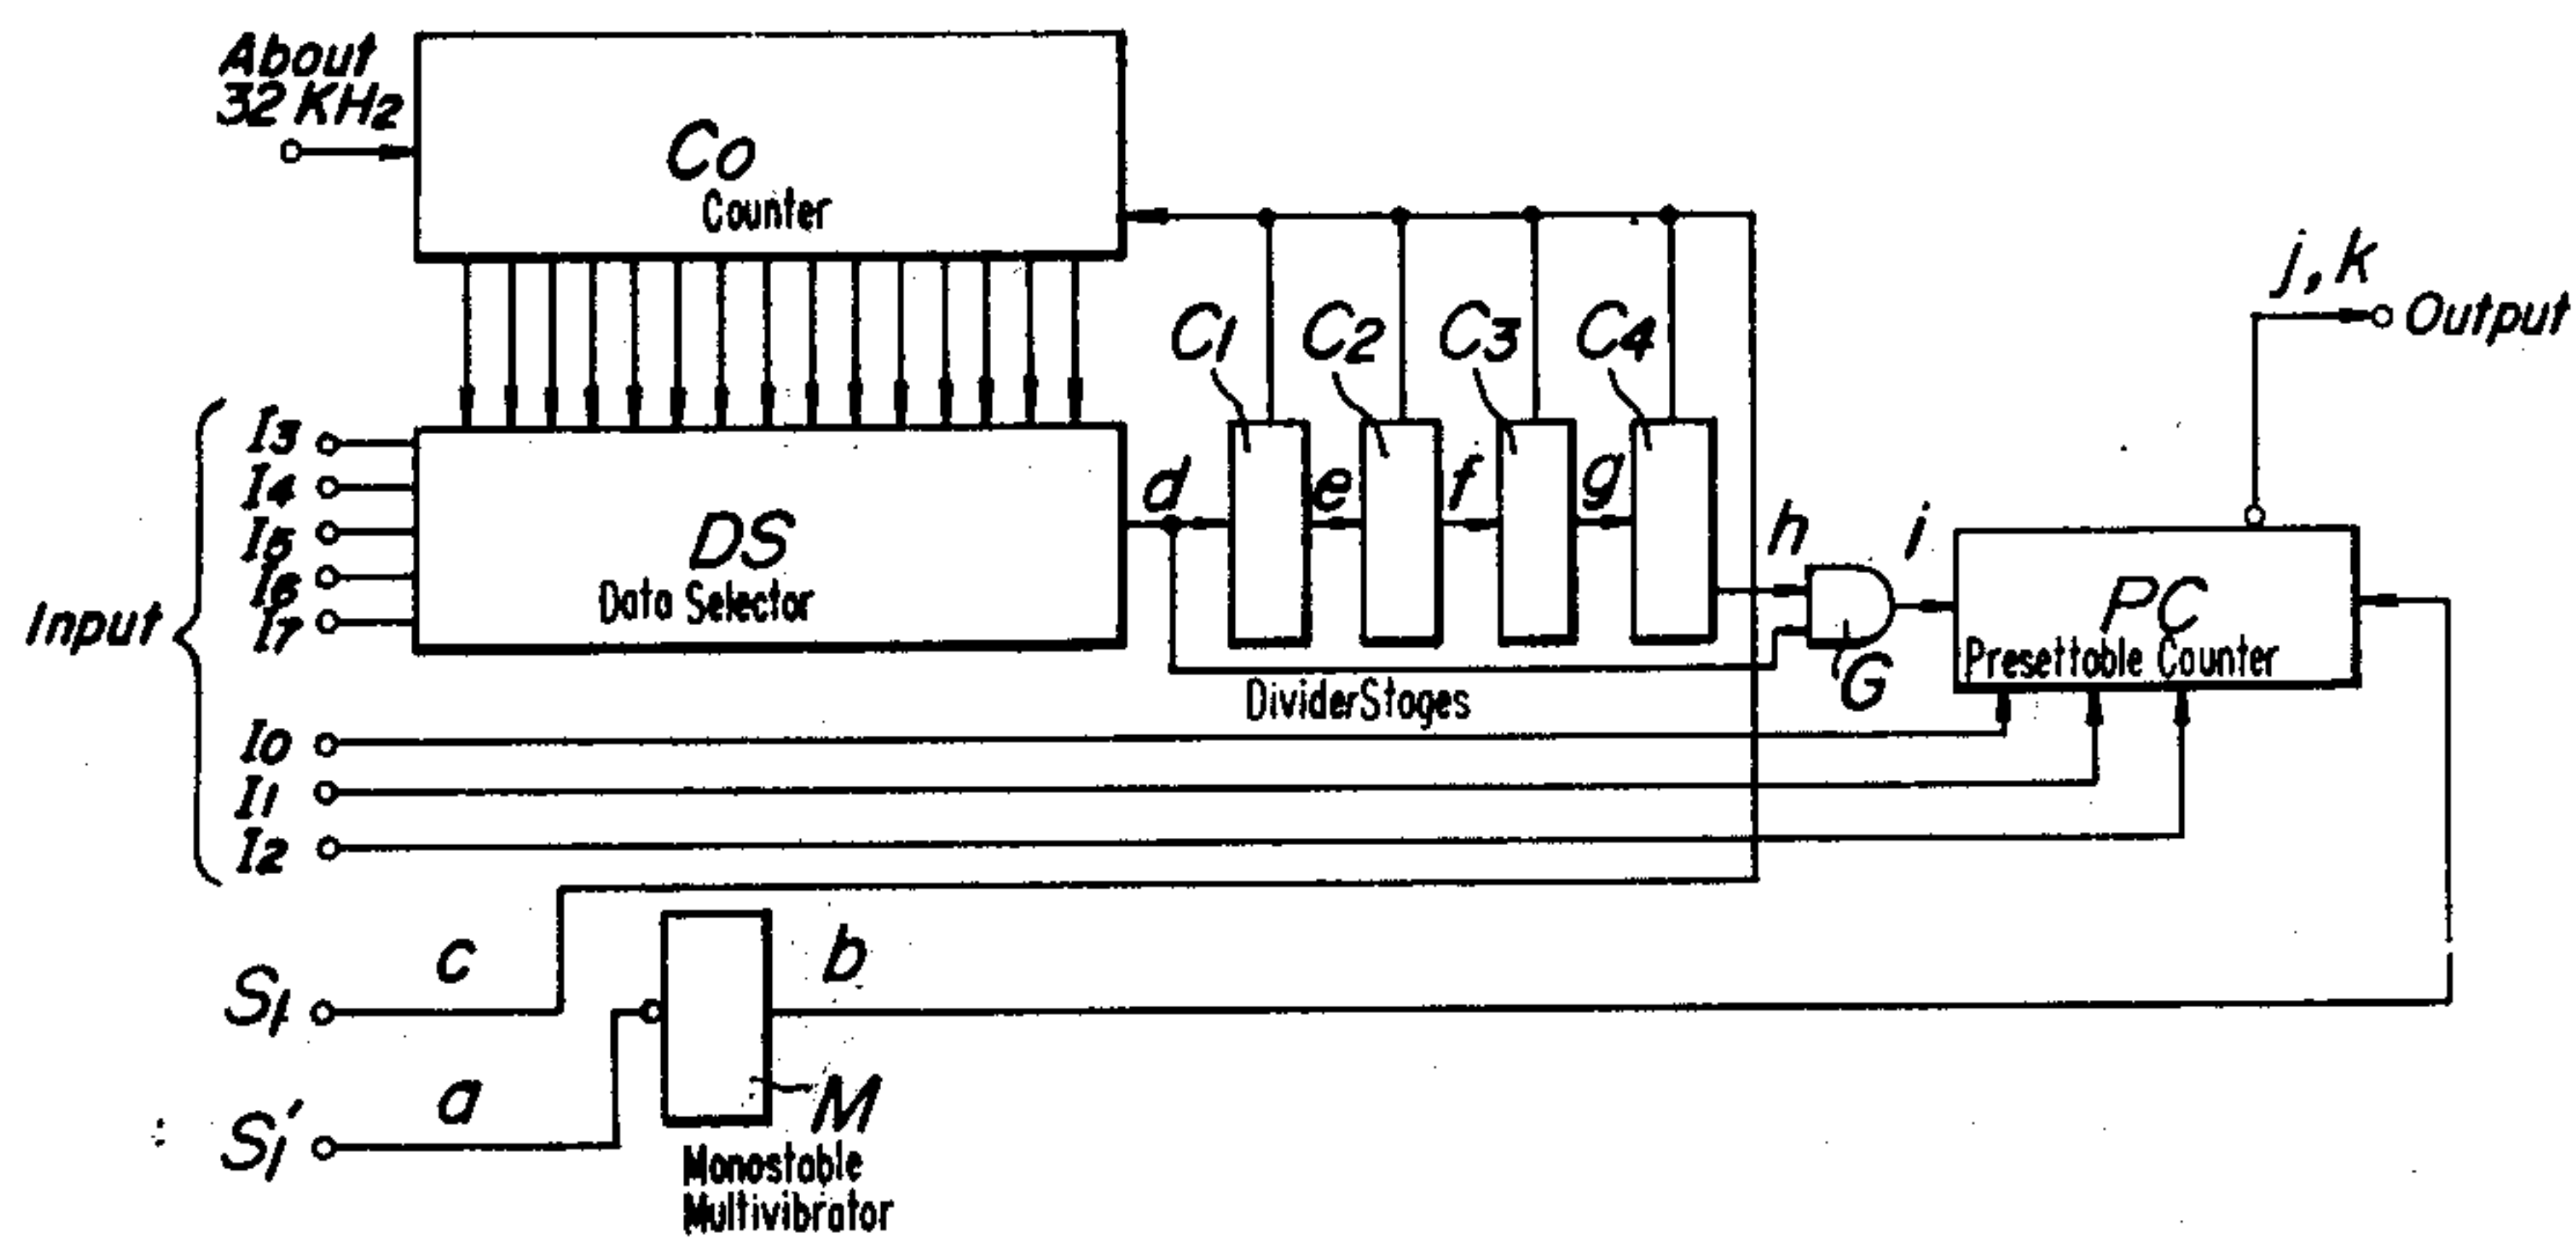 About
32 KHz
Co
Counter
j, k
Output
C1
C2
C3
C4
Input
I3
I4
I5
I6
I7
DS
Data Selector
d
e
f
g
h
i
G
PC
Presettable Counter
Divider Stages
I0
I1
I2
S1
c
b
S1'
a
M
Monostable
Multivibrator